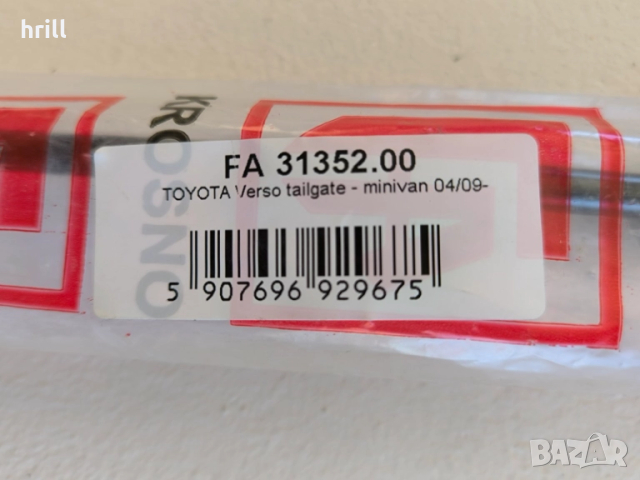 hrill
KROSNO
FA 31352.00
TOYOTA Verso tailgate - minivan 04/09-
5 907696 929675
BAZAR